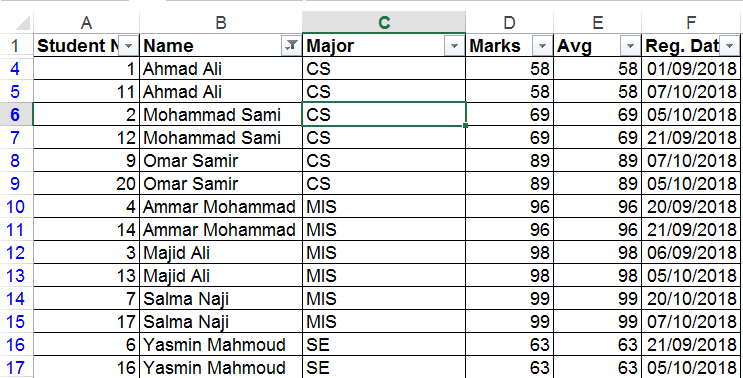 A B C D E F
1 Student N Name Major Marks Avg Reg. Dat
4 1 Ahmad Ali CS 58 58 01/09/2018
5 11 Ahmad Ali CS 58 58 07/10/2018
6 2 Mohammad Sami CS 69 69 05/10/2018
7 12 Mohammad Sami CS 69 69 21/09/2018
8 9 Omar Samir CS 89 89 07/10/2018
9 20 Omar Samir CS 89 89 05/10/2018
10 4 Ammar Mohammad MIS 96 96 20/09/2018
11 14 Ammar Mohammad MIS 96 96 21/09/2018
12 3 Majid Ali MIS 98 98 06/09/2018
13 13 Majid Ali MIS 98 98 05/10/2018
14 7 Salma Naji MIS 99 99 20/10/2018
15 17 Salma Naji MIS 99 99 07/10/2018
16 6 Yasmin Mahmoud SE 63 63 21/09/2018
17 16 Yasmin Mahmoud SE 63 63 05/10/2018